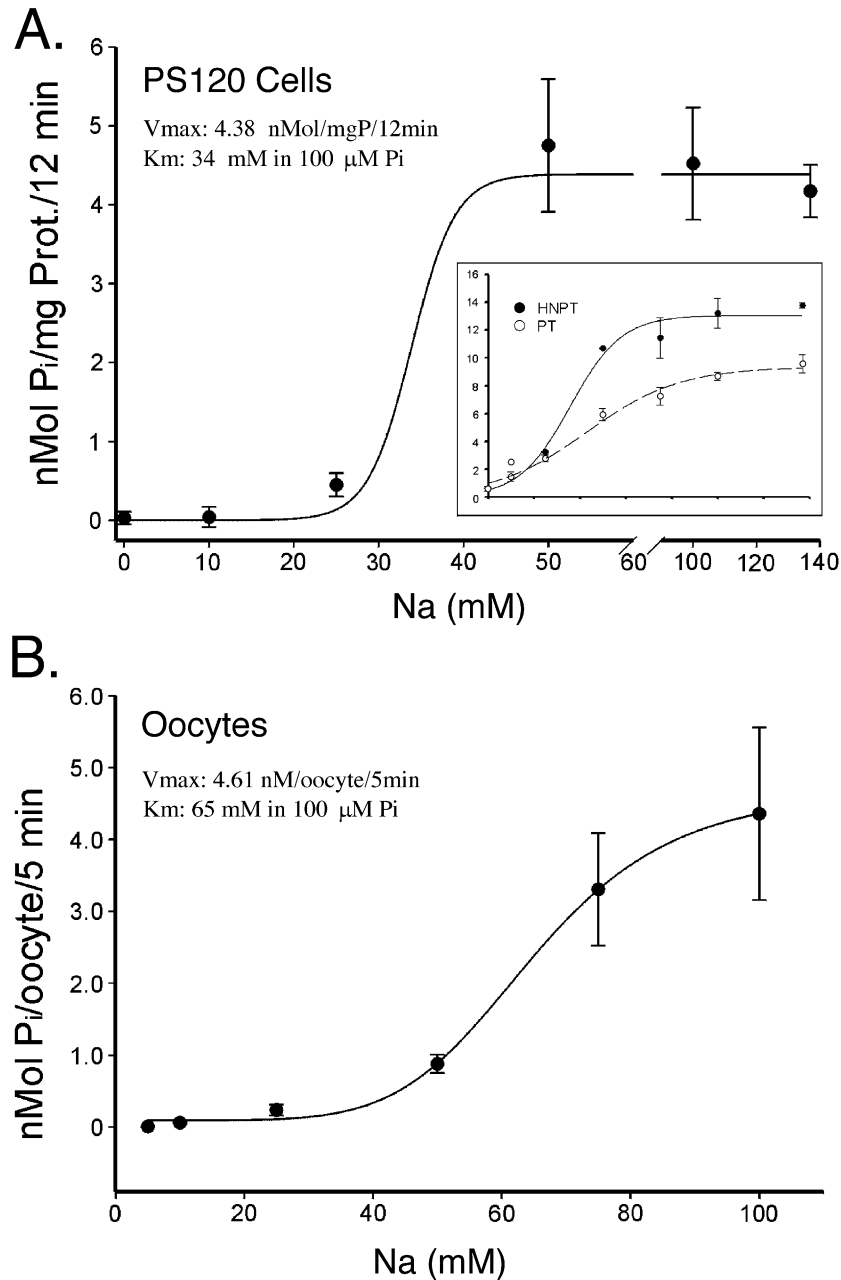 A.
PS120 Cells
Vmax: 4.38 nMol/mgP/12min
Km: 34 mM in 100 μM Pi
nMol Pi/mg Prot./12 min
6
5
4
3
2
1
0
0 10 20 30 40 50 60 100 120 140
Na (mM)
HNPT
PT
16
14
12
10
8
6
4
2
0
B.
Oocytes
Vmax: 4.61 nM/oocyte/5min
Km: 65 mM in 100 μM Pi
nMol Pi/oocyte/5 min
6.0
5.0
4.0
3.0
2.0
1.0
0
0 20 40 60 80 100
Na (mM)